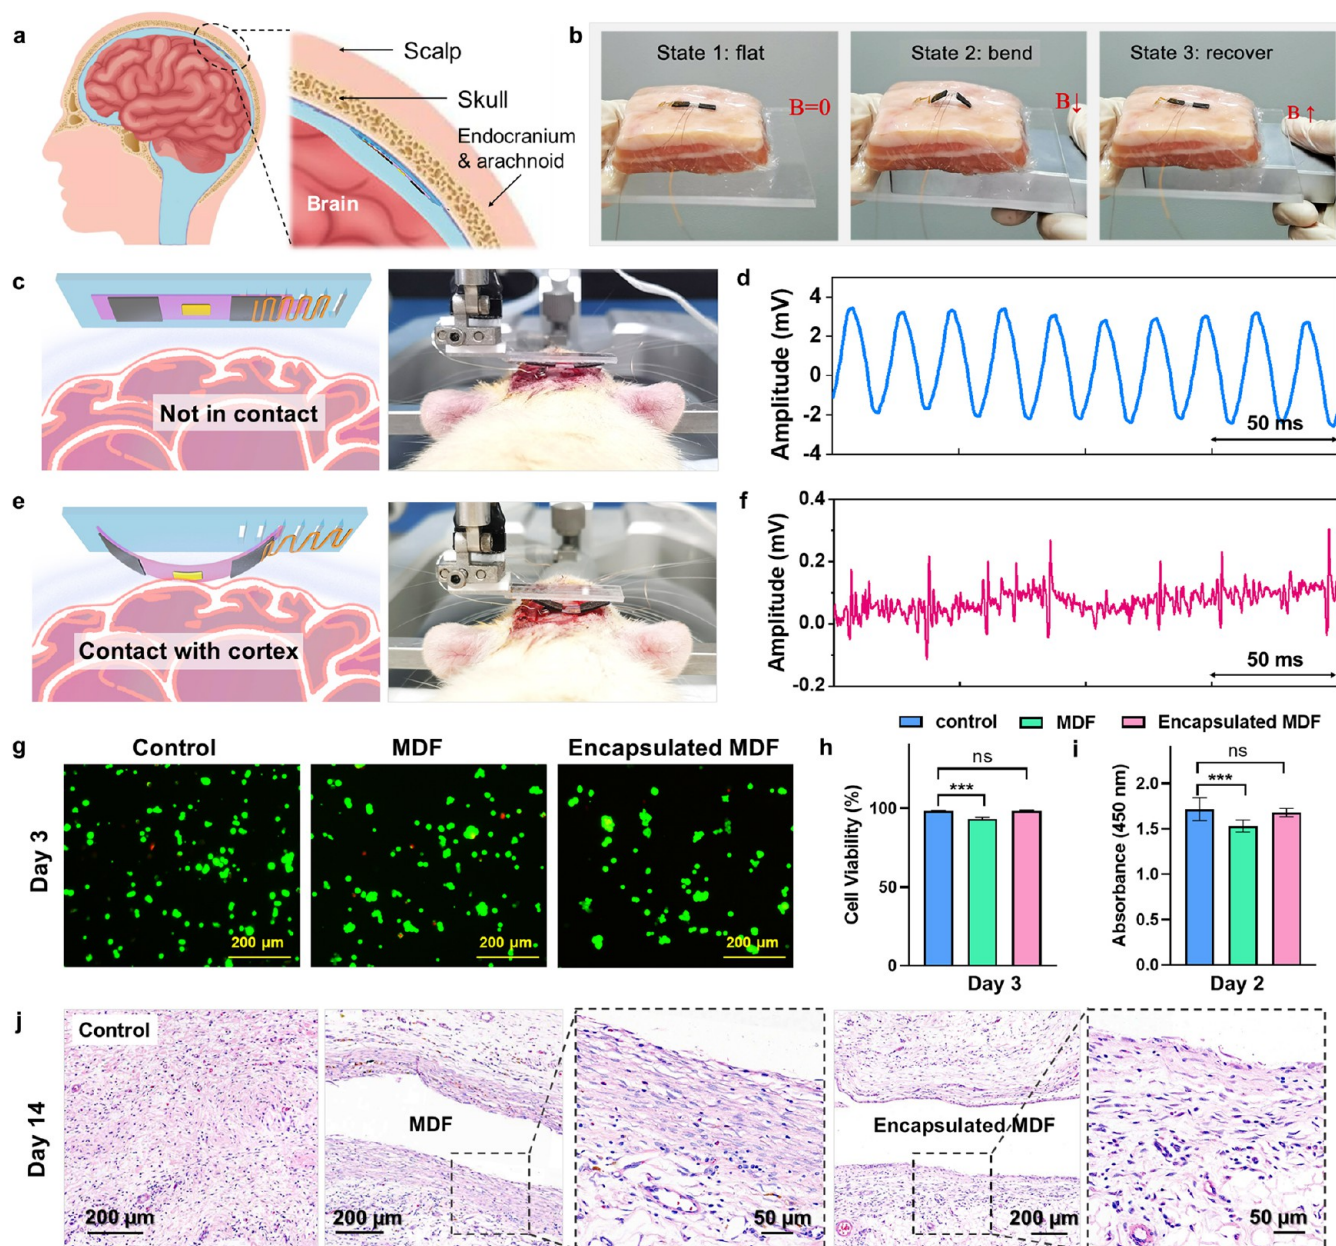 a
Scalp
Skull
Endocranium
& arachnoid
Brain
b
State 1: flat
B=0
State 2: bend
B↓
State 3: recover
B↑
c
Not in contact
d
Amplitude (mV)
4
2
0
-2
-4
50 ms
e
Contact with cortex
f
Amplitude (mV)
0.4
0.2
0.0
-0.2
50 ms
g
Control
MDF
Encapsulated MDF
Day 3
200 μm
200 μm
200 μm
control
MDF
Encapsulated MDF
h
Cell Viability (%)
100
50
0
ns
***
Day 3
i
Absorbance (450 nm)
2.0
1.5
1.0
0.5
0.0
ns
***
Day 2
j
Day 14
Control
200 μm
MDF
200 μm
50 μm
Encapsulated MDF
200 μm
50 μm